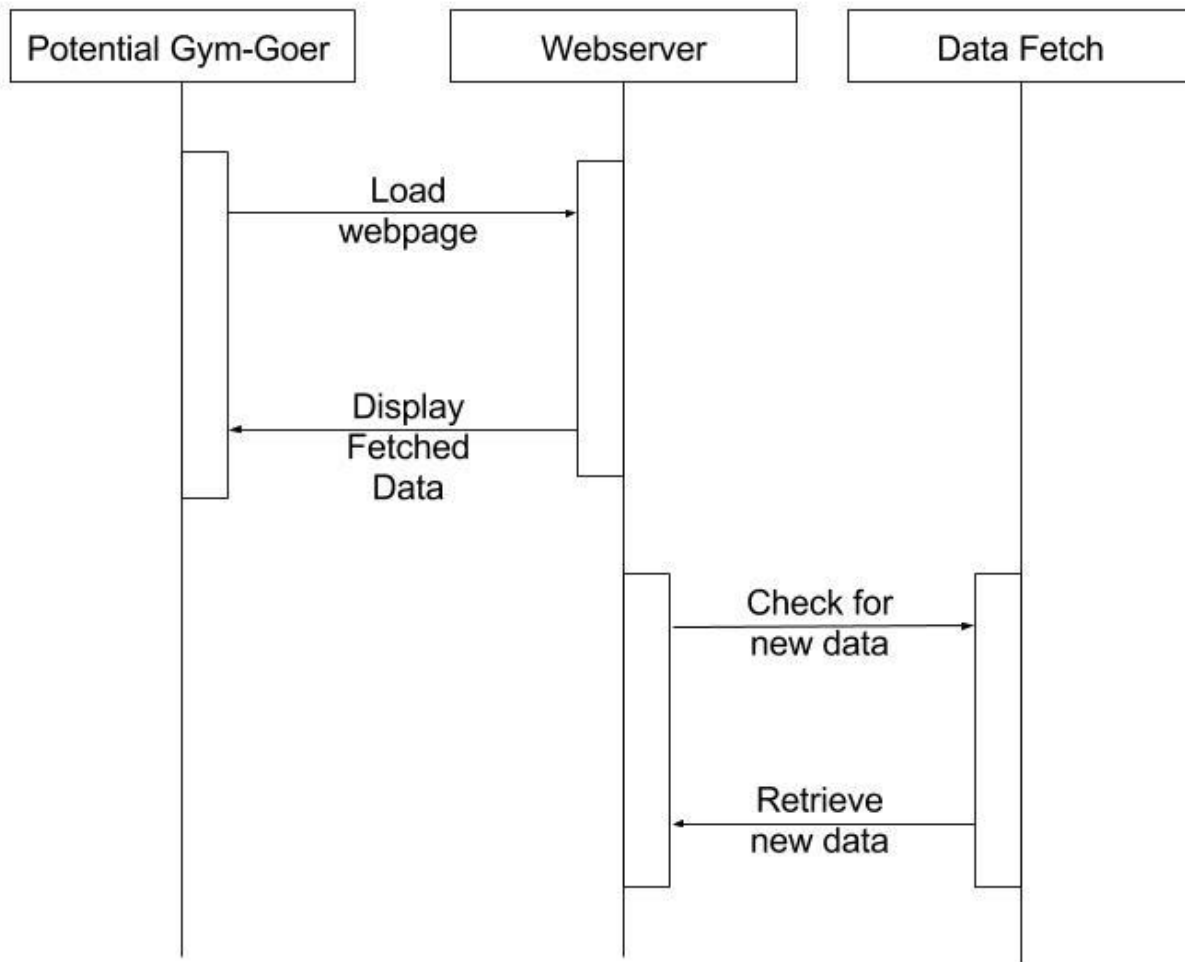 Potential Gym-Goer
Webserver
Data Fetch
Load
webpage
Display
Fetched
Data
Check for
new data
Retrieve
new data